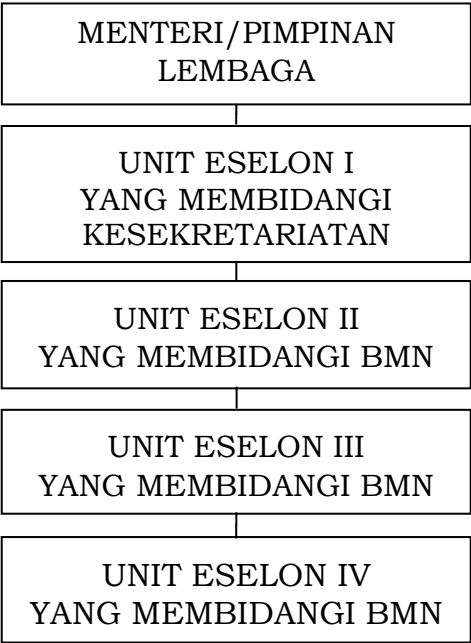 MENTERI/PIMPINAN
LEMBAGA
UNIT ESELON I
YANG MEMBIDANGI
KESEKRETARIATAN
UNIT ESELON II
YANG MEMBIDANGI BMN
UNIT ESELON III
YANG MEMBIDANGI BMN
UNIT ESELON IV
YANG MEMBIDANGI BMN